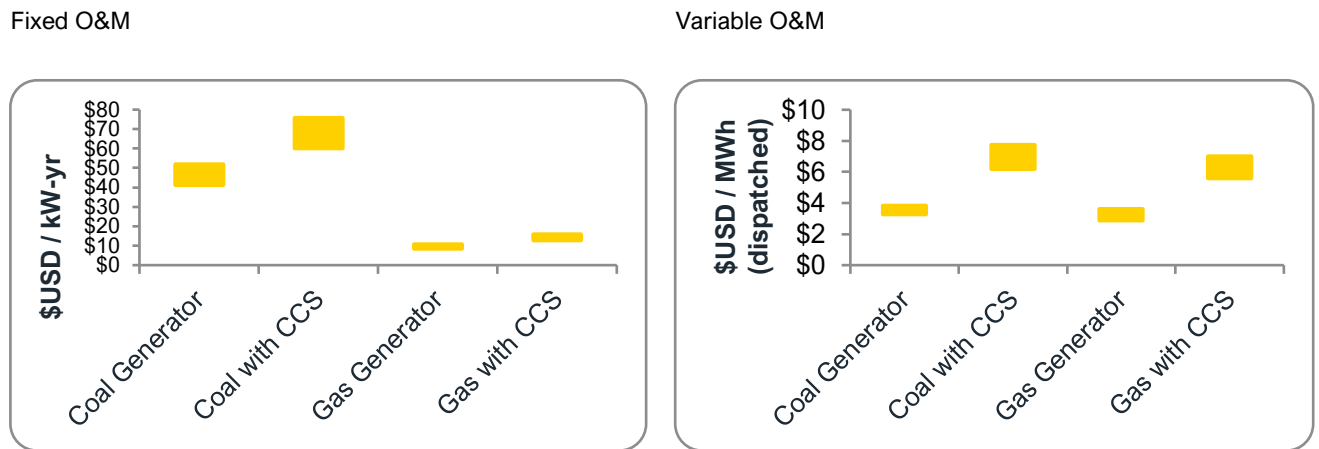 Fixed O&M
$USD / kW-yr
$80
$70
$60
$50
$40
$30
$20
$10
$0
Coal Generator
Coal with CCS
Gas Generator
Gas with CCS
Variable O&M
$USD / MWh
(dispatched)
$10
$8
$6
$4
$2
$0
Coal Generator
Coal with CCS
Gas Generator
Gas with CCS